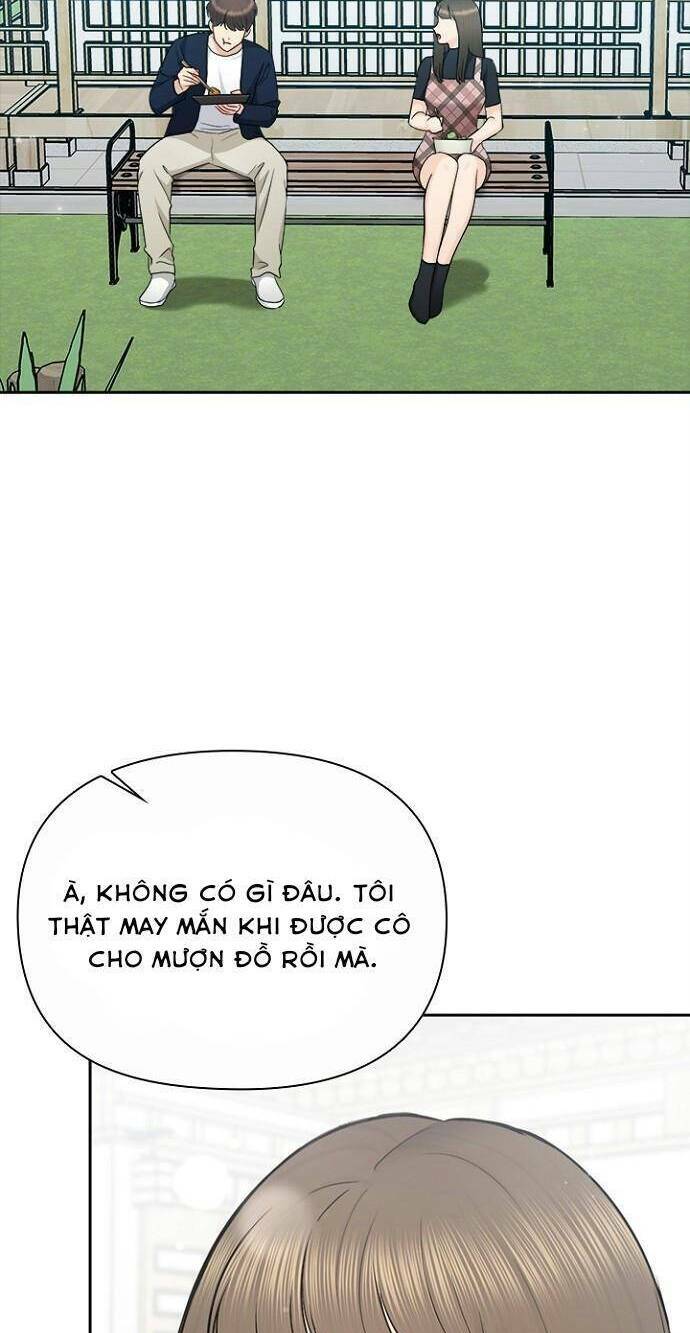 À, KHÔNG CÓ GÌ ĐÂU. TÔI
THẬT MAY MẮN KHI ĐƯỢC CÔ
CHO MƯỢN ĐỒ RỒI MÀ.